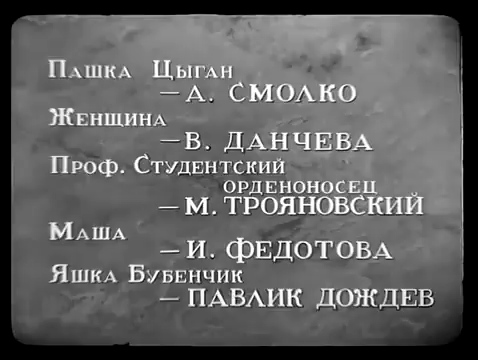 Пашка Цыган
— А. СМОЛКО
Женщина
— В. ДАНЧЕВА
Проф. Студентский
орденоносец
— М. ТРОЯНОВСКИЙ
Маша
— И. ФЕДОТОВА
Яшка Бубенчик
— ПАВЛИК ДОЖДЕВ